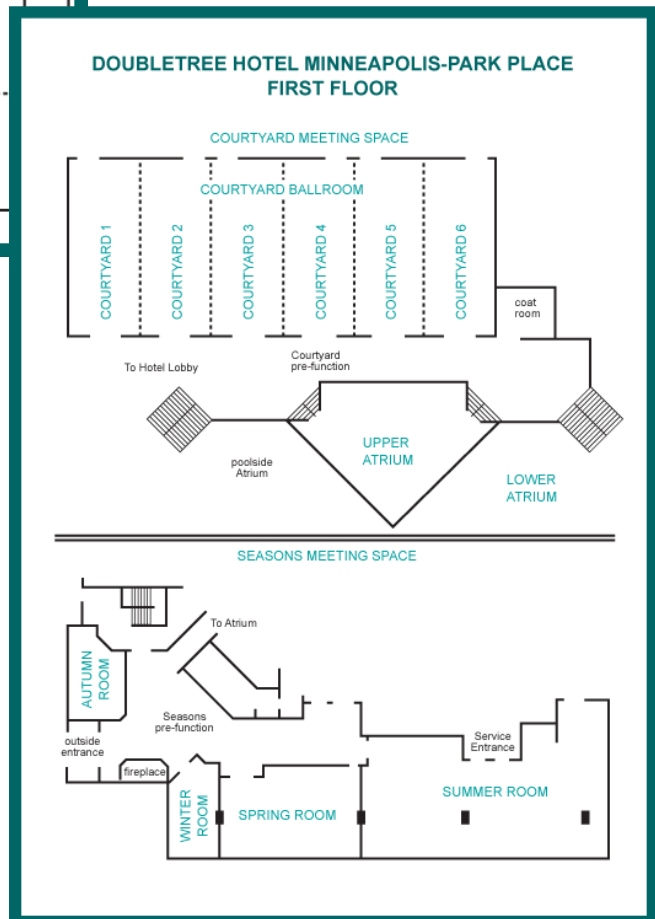 DOUBLETREE HOTEL MINNEAPOLIS-PARK PLACE
FIRST FLOOR
COURTYARD MEETING SPACE
COURTYARD BALLROOM
COURTYARD 1
COURTYARD 2
COURTYARD 3
COURTYARD 4
COURTYARD 5
COURTYARD 6
coat
room
To Hotel Lobby
Courtyard
pre-function
UPPER
ATRIUM
poolside
Atrium
LOWER
ATRIUM
SEASONS MEETING SPACE
To Atrium
AUTUMN
ROOM
Seasons
pre-function
outside
entrance
Service
Entrance
fireplace
WINTER
ROOM
SPRING ROOM
SUMMER ROOM